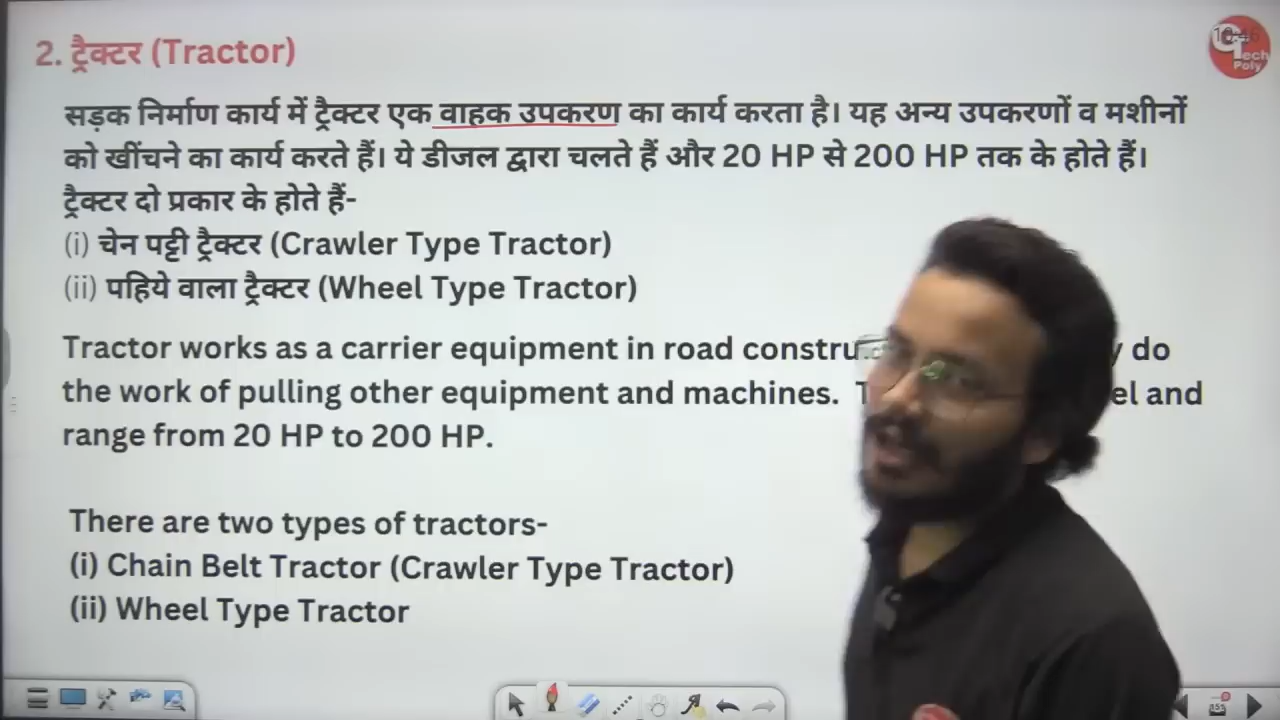 2. ट्रैक्टर (Tractor)
सड़क निर्माण कार्य में ट्रैक्टर एक वाहक उपकरण का कार्य करता है। यह अन्य उपकरणों व मशीनों
को खींचने का कार्य करते हैं। ये डीजल द्वारा चलते हैं और 20 HP से 200 HP तक के होते हैं।
ट्रैक्टर दो प्रकार के होते हैं-
(i) चेन पट्टी ट्रैक्टर (Crawler Type Tractor)
(ii) पहिये वाला ट्रैक्टर (Wheel Type Tractor)
Tractor works as a carrier equipment in road do
the work of pulling other equipment and machines. and
range from 20 HP to 200 HP.
There are two types of tractors-
(i) Chain Belt Tractor (Crawler Type Tractor)
(ii) Wheel Type Tractor
Tech
Poly